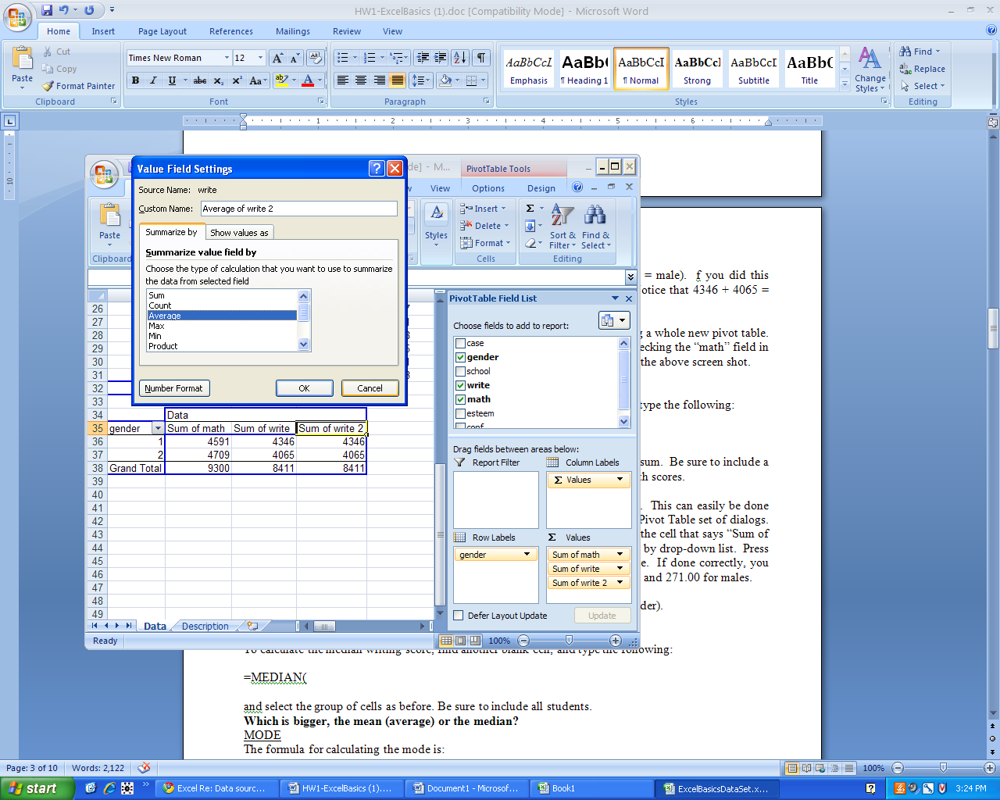 HW1-ExcelBasics (1).doc [Compatibility Mode] - Microsoft Word
Home Insert Page Layout References Mailings Review View
Paste
Cut
Copy
Format Painter
Clipboard
Times New Roman 12
B I U abc x₂ x² Aa
Font
Paragraph
AaBbCcI AaBb( AaBbCcI AaBbCcl AaBbCcI AaBbC
Emphasis ¶ Heading 1 ¶ Normal Strong Subtitle Title
Change Styles
Styles
Find
Replace
Select
Editing
1 2 3 4 5 6
10
de] - M... PivotTable Tools
w View Options Design
Paste
Clipboard
Styles
Insert
Delete
Format
Cells
Sort & Filter
Find & Select
Editing
Value Field Settings
Source Name: write
Custom Name: Average of write 2
Summarize by Show values as
Summarize value field by
Choose the type of calculation that you want to use to summarize
the data from selected field
Sum
Count
Average
Max
Min
Product
Number Format OK Cancel
26
27
28
29
30
31
32
33
34 Data
35 gender Sum of math Sum of write Sum of write 2
36 1 4591 4346 4346
37 2 4709 4065 4065
38 Grand Total 9300 8411 8411
39
40
41
42
43
44
45
46
47
48
49
Data Description
Ready 100%
PivotTable Field List
Choose fields to add to report:
case
gender
school
write
math
esteem
conf
Drag fields between areas below:
Report Filter Column Labels
Σ Values
Row Labels Σ Values
gender Sum of math
Sum of write
Sum of write 2
Defer Layout Update Update
= male). f you did this
otice that 4346 + 4065 =
g a whole new pivot table.
ecking the “math” field in
the above screen shot.
type the following:
sum. Be sure to include a
th scores.
. This can easily be done
Pivot Table set of dialogs.
the cell that says “Sum of
by drop-down list. Press
e. If done correctly, you
and 271.00 for males.
der).
To calculate the median writing score, find another blank cell, and type the following:
=MEDIAN(
and select the group of cells as before. Be sure to include all students.
Which is bigger, the mean (average) or the median?
MODE
The formula for calculating the mode is:
Page: 3 of 10 Words: 2,122 100%
start Excel Re: Data sourc... HW1-ExcelBasics (1).... Document1 - Microsof... Book1 ExcelBasicsDataSet.x... 3:24 PM